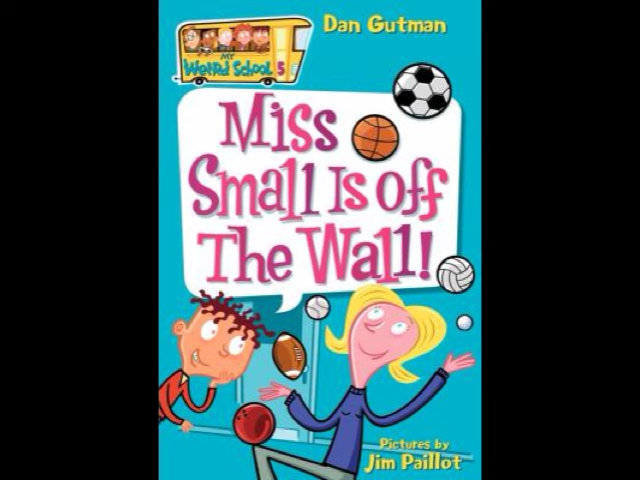 Dan Gutman
MY
Weird School 5
Miss
Small Is off
The Wall!
Pictures by
Jim Paillot